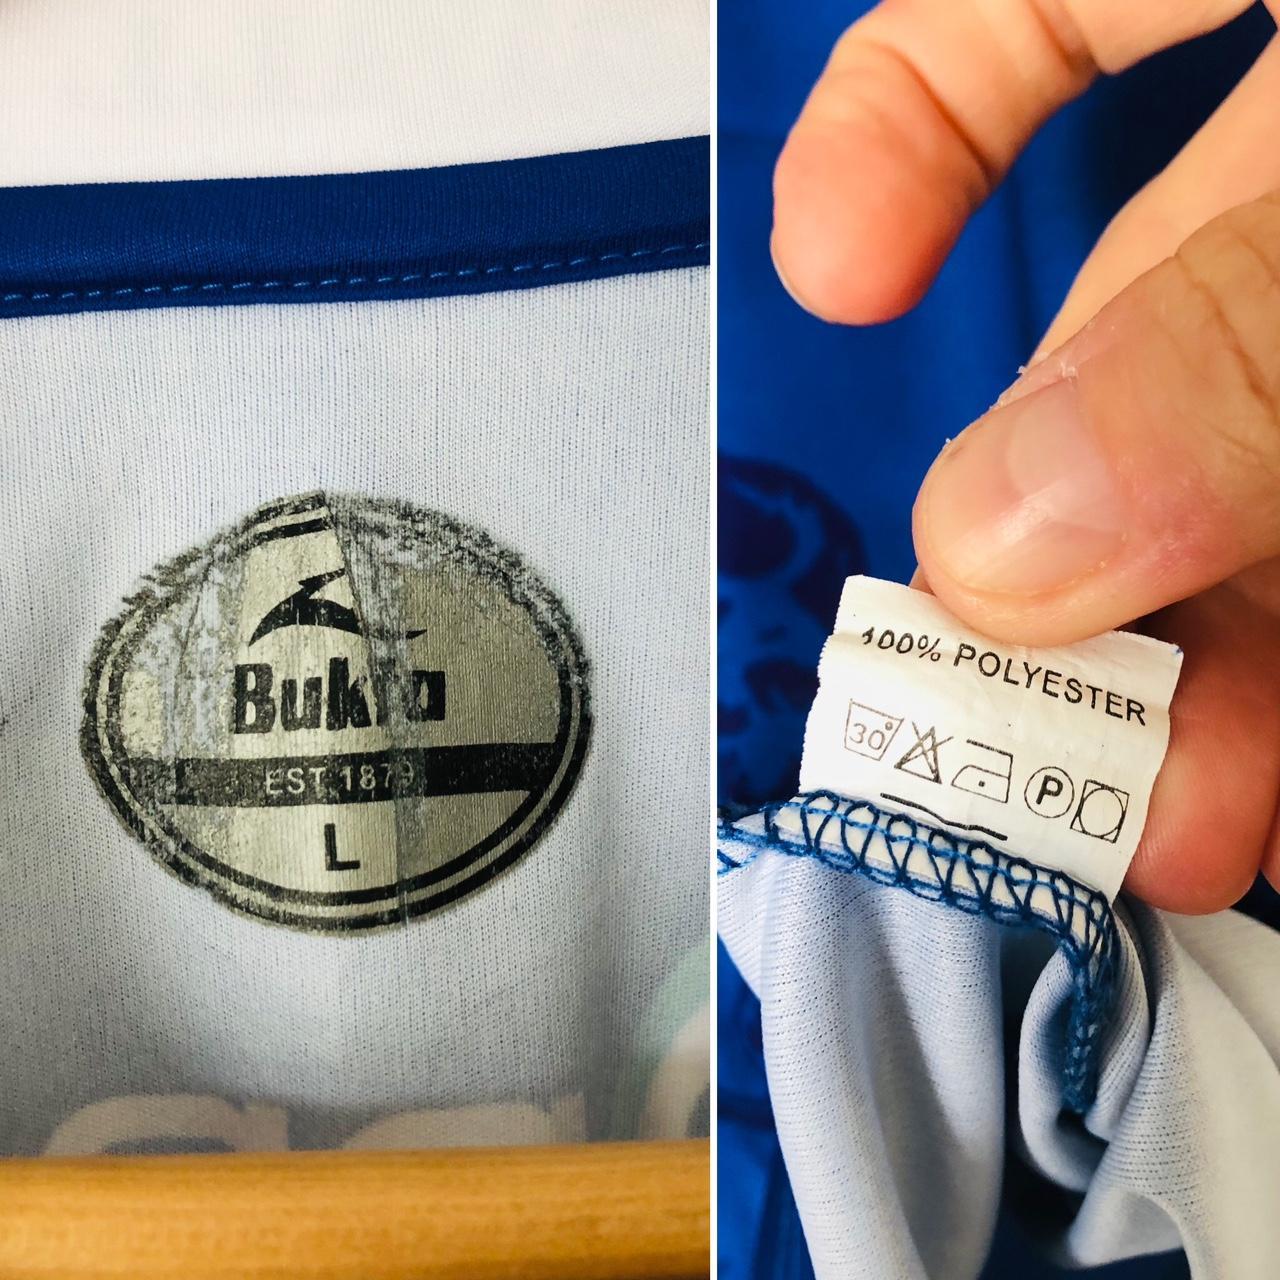 Bukta
EST.1879
L
100% POLYESTER
30°
P